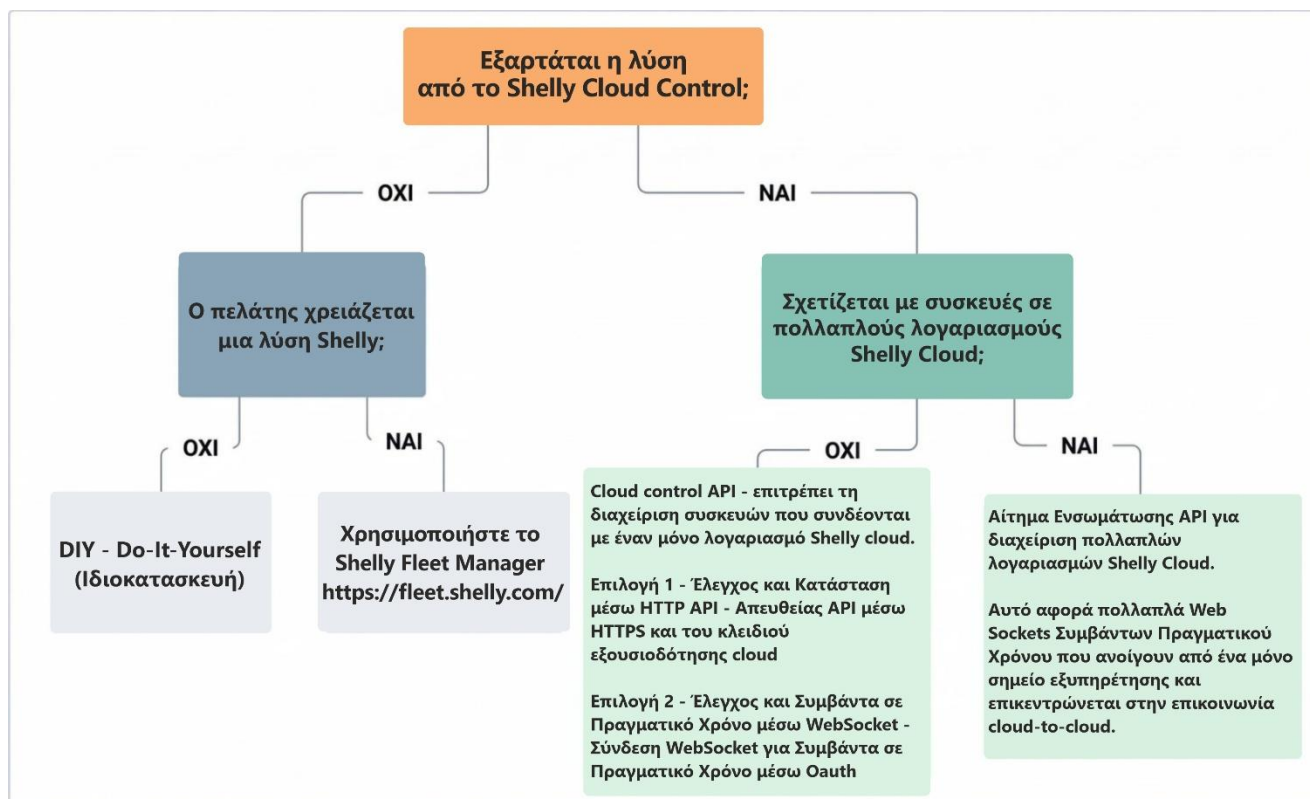 Εξαρτάται η λύση
από το Shelly Cloud Control;
ΟΧΙ
ΝΑΙ
Ο πελάτης χρειάζεται
μια λύση Shelly;
Σχετίζεται με συσκευές σε
πολλαπλούς λογαριασμούς
Shelly Cloud;
ΟΧΙ
ΝΑΙ
ΟΧΙ
ΝΑΙ
DIY - Do-It-Yourself
(Ιδιοκατασκευή)
Χρησιμοποιήστε το
Shelly Fleet Manager
https://fleet.shelly.com/
Cloud control API - επιτρέπει τη
διαχείριση συσκευών που συνδέονται
με έναν μόνο λογαριασμό Shelly cloud.
Επιλογή 1 - Έλεγχος και Κατάσταση
μέσω HTTP API - Απευθείας API μέσω
HTTPS και του κλειδιού
εξουσιοδότησης cloud
Επιλογή 2 - Έλεγχος και Συμβάντα σε
Πραγματικό Χρόνο μέσω WebSocket -
Σύνδεση WebSocket για Συμβάντα σε
Πραγματικό Χρόνο μέσω Oauth
Αίτημα Ενσωμάτωσης API για
διαχείριση πολλαπλών
λογαριασμών Shelly Cloud.
Αυτό αφορά πολλαπλά Web
Sockets Συμβάντων Πραγματικού
Χρόνου που ανοίγουν από ένα μόνο
σημείο εξυπηρέτησης και
επικεντρώνεται στην επικοινωνία
cloud-to-cloud.